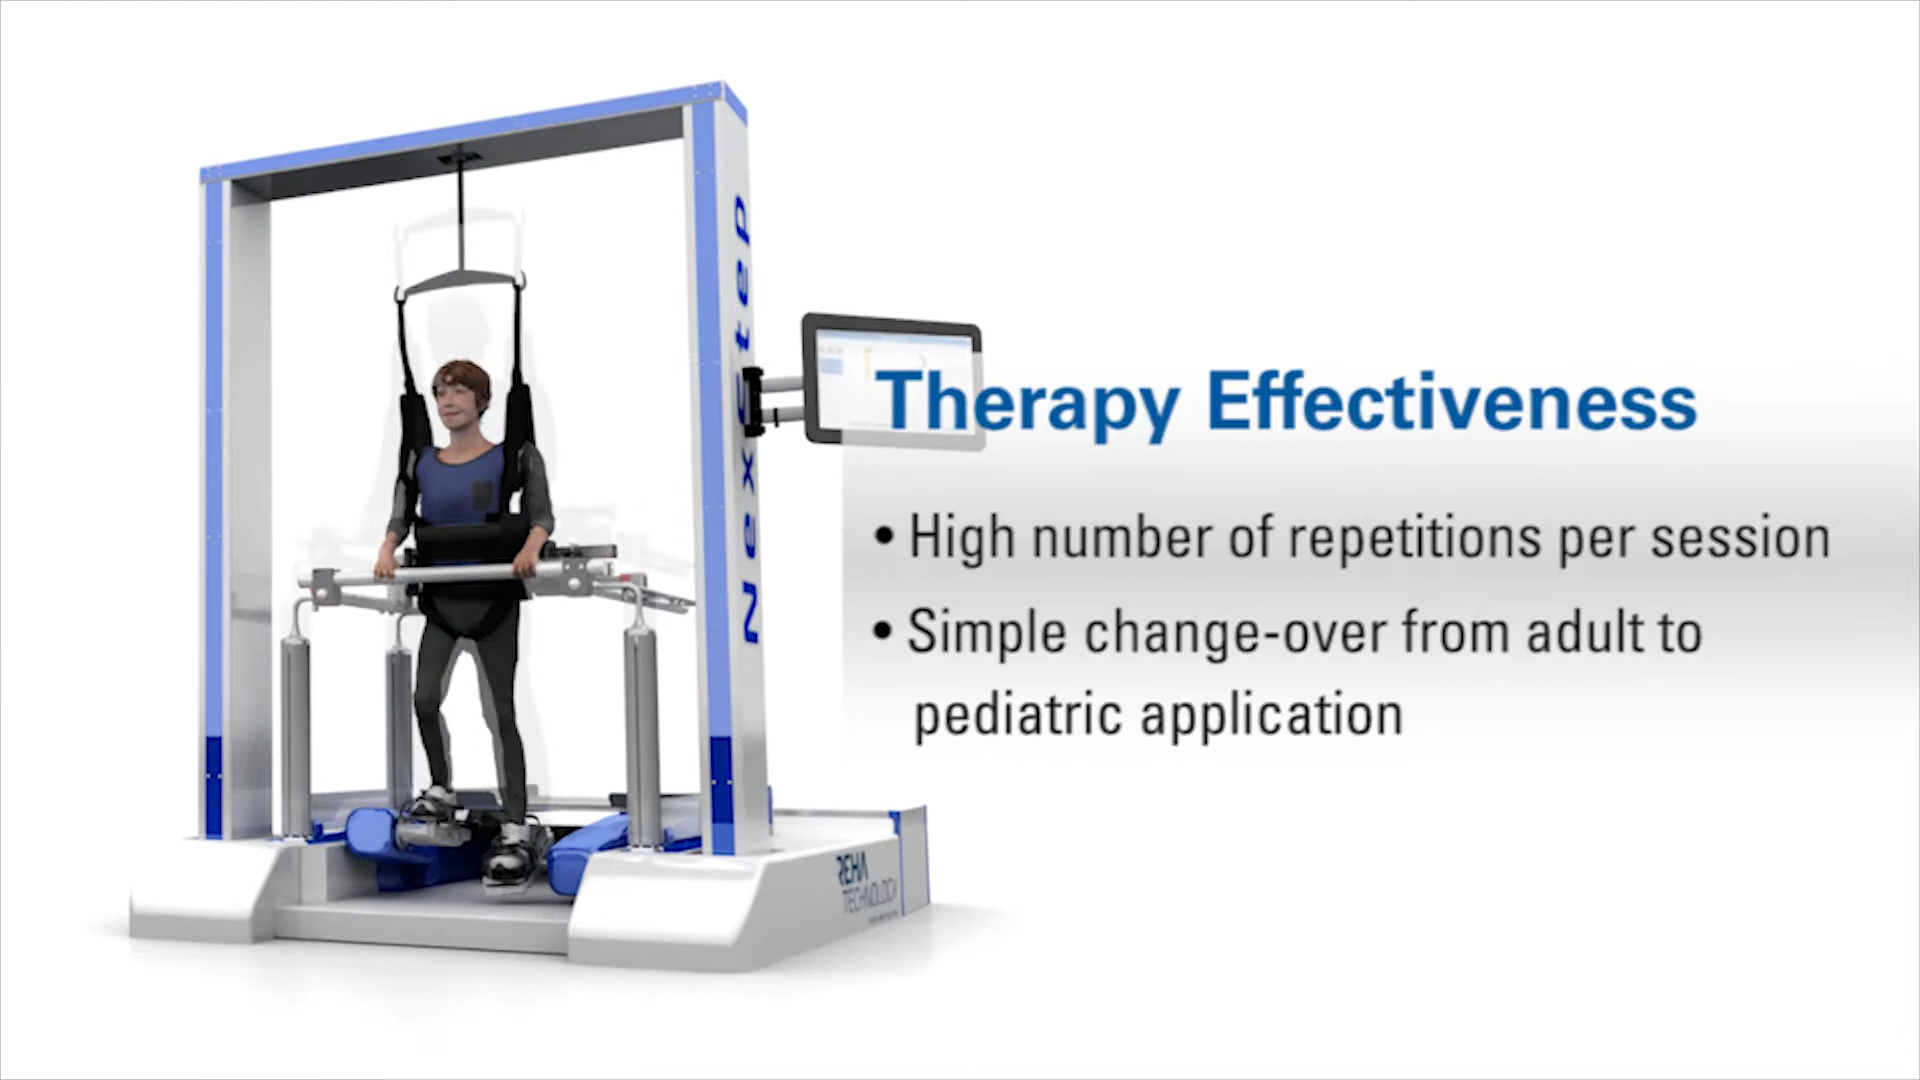 NexStep
Therapy Effectiveness
• High number of repetitions per session
• Simple change-over from adult to
pediatric application
REHA
TECHNOLOGY